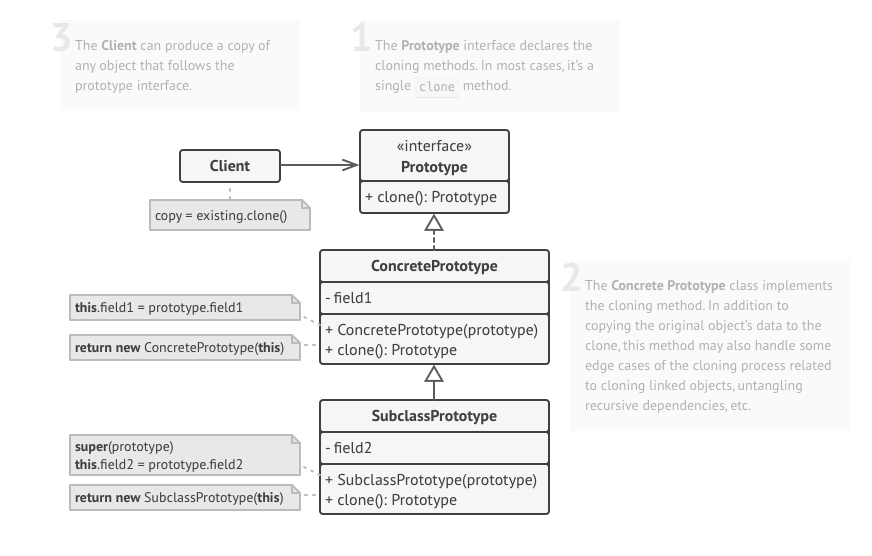 3
The Client can produce a copy of
any object that follows the
prototype interface.
1
The Prototype interface declares the
cloning methods. In most cases, it's a
single clone method.
Client
«interface»
Prototype
+ clone(): Prototype
copy = existing.clone()
ConcretePrototype
- field1
+ ConcretePrototype(prototype)
+ clone(): Prototype
this.field1 = prototype.field1
return new ConcretePrototype(this)
2
The Concrete Prototype class implements
the cloning method. In addition to
copying the original object's data to the
clone, this method may also handle some
edge cases of the cloning process related
to cloning linked objects, untangling
recursive dependencies, etc.
SubclassPrototype
- field2
+ SubclassPrototype(prototype)
+ clone(): Prototype
super(prototype)
this.field2 = prototype.field2
return new SubclassPrototype(this)